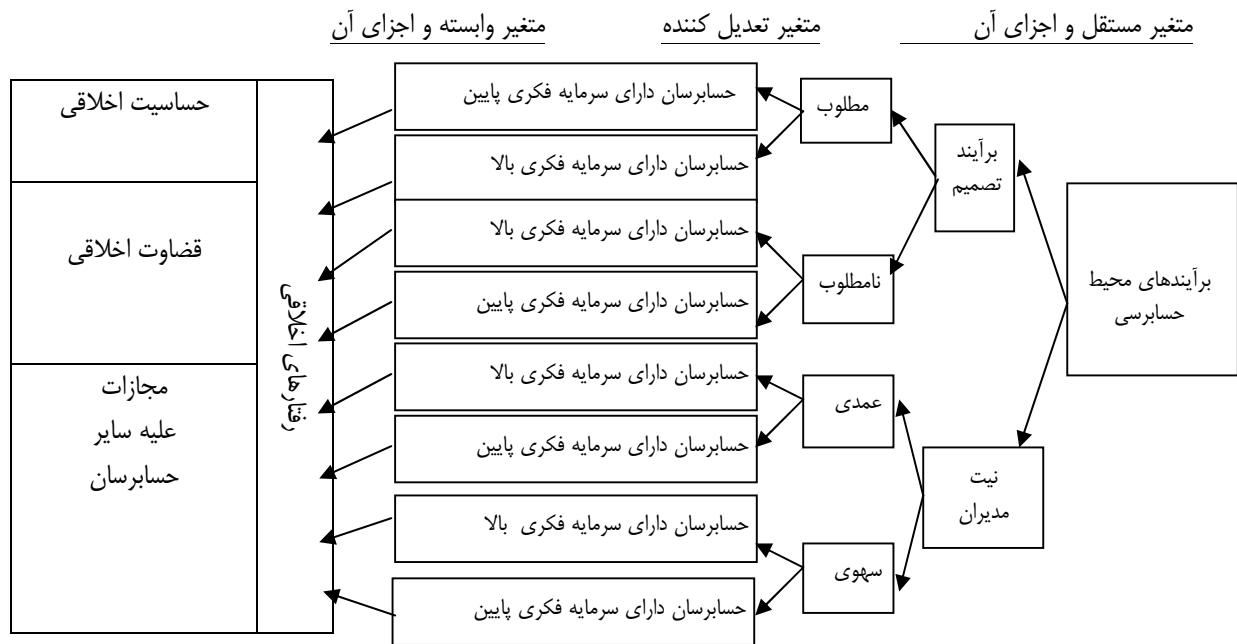 متغیر مستقل و اجزای آن
متغیر تعدیل کننده
متغیر وابسته و اجزای آن
برآیندهای محیط
حسابرسی
برآیند
تصمیم
نیت
مدیران
مطلوب
نامطلوب
عمدی
سهوی
حسابرسان دارای سرمایه فکری پایین
حسابرسان دارای سرمایه فکری بالا
حسابرسان دارای سرمایه فکری بالا
حسابرسان دارای سرمایه فکری پایین
حسابرسان دارای سرمایه فکری بالا
حسابرسان دارای سرمایه فکری پایین
حسابرسان دارای سرمایه فکری بالا
حسابرسان دارای سرمایه فکری پایین
رفتارهای اخلاقی
حساسیت اخلاقی
قضاوت اخلاقی
مجازات
علیه سایر
حسابرسان